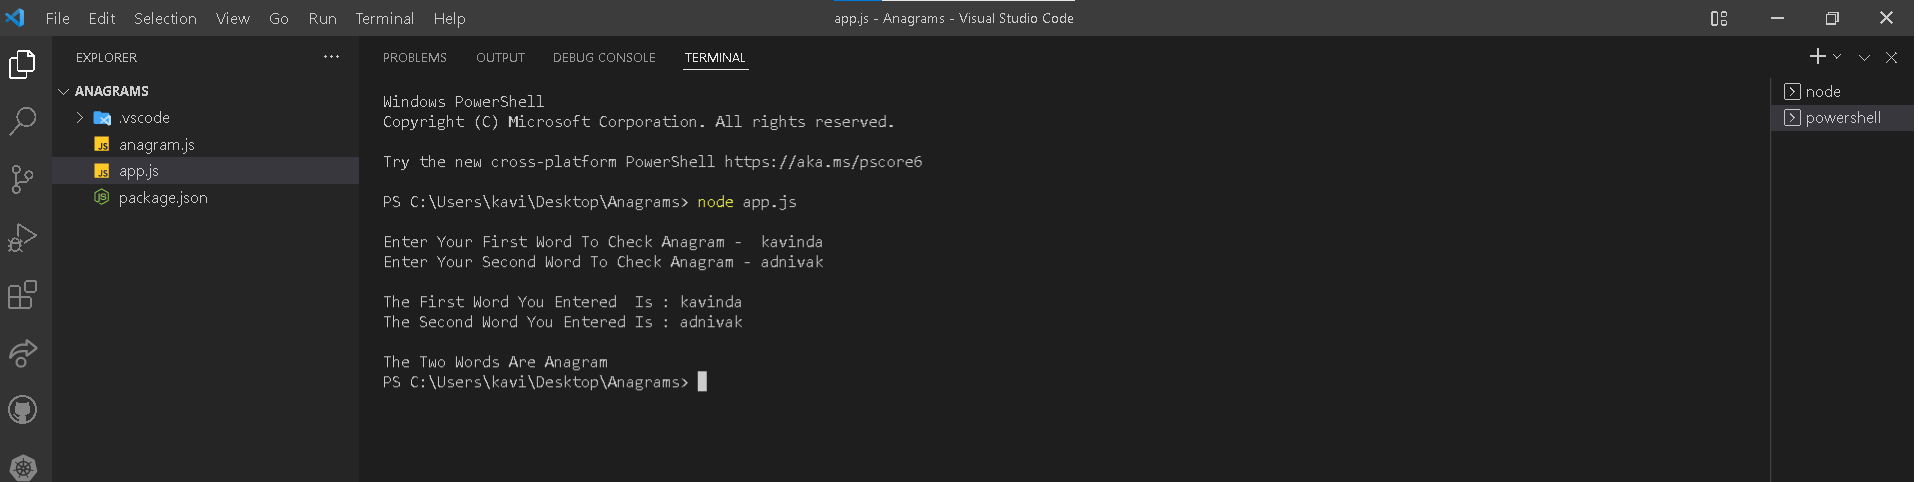 File Edit Selection View Go Run Terminal Help
app.js - Anagrams - Visual Studio Code
EXPLORER
ANAGRAMS
.vscode
anagram.js
app.js
package.json
PROBLEMS OUTPUT DEBUG CONSOLE TERMINAL
Windows PowerShell
Copyright (C) Microsoft Corporation. All rights reserved.
Try the new cross-platform PowerShell https://aka.ms/pscore6
PS C:\Users\kavi\Desktop\Anagrams> node app.js
Enter Your First Word To Check Anagram -  kavinda
Enter Your Second Word To Check Anagram - adnivak
The First Word You Entered  Is : kavinda
The Second Word You Entered Is : adnivak
The Two Words Are Anagram
PS C:\Users\kavi\Desktop\Anagrams>
node
powershell